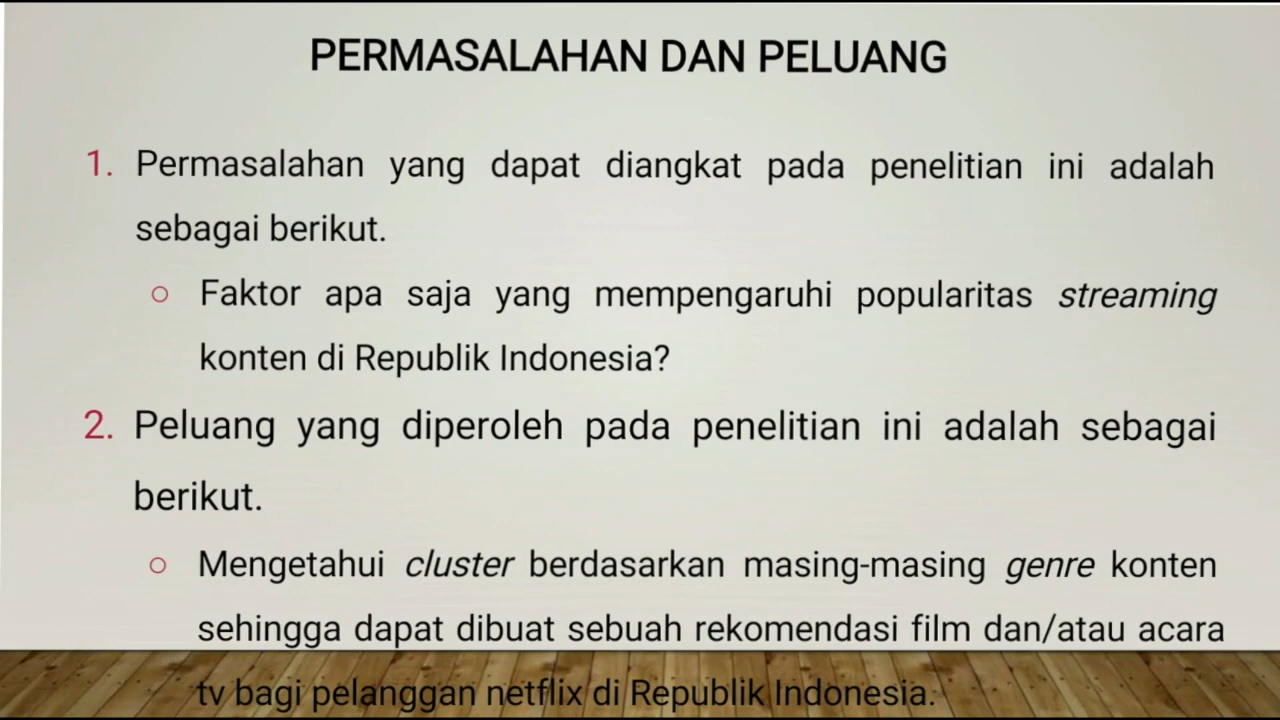 PERMASALAHAN DAN PELUANG
1. Permasalahan yang dapat diangkat pada penelitian ini adalah
sebagai berikut.
○ Faktor apa saja yang mempengaruhi popularitas streaming
konten di Republik Indonesia?
2. Peluang yang diperoleh pada penelitian ini adalah sebagai
berikut.
○ Mengetahui cluster berdasarkan masing-masing genre konten
sehingga dapat dibuat sebuah rekomendasi film dan/atau acara
tv bagi pelanggan netflix di Republik Indonesia.